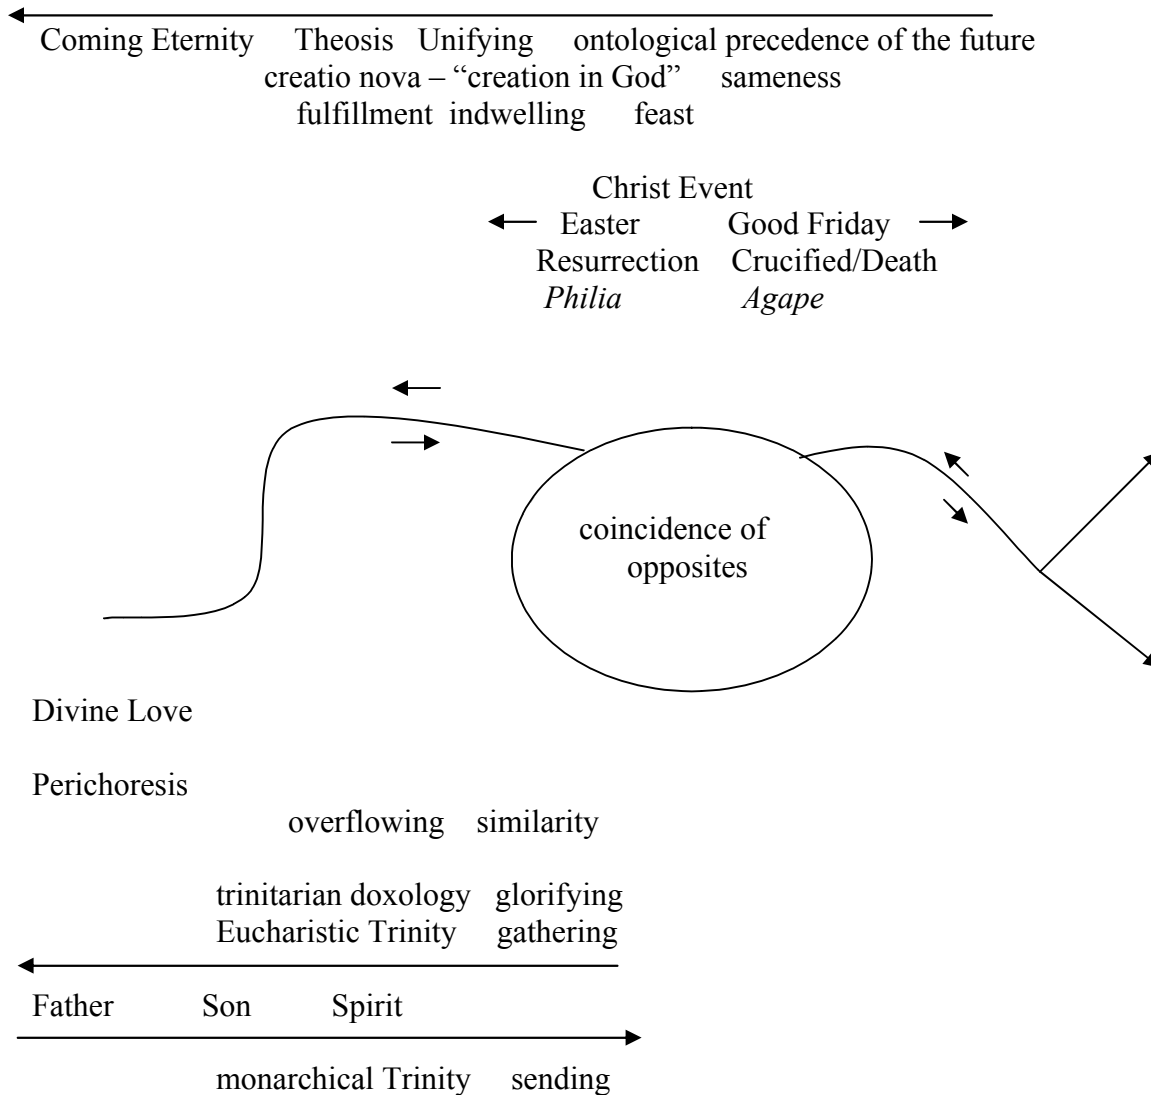 Coming Eternity Theosis Unifying ontological precedence of the future
creatio nova – “creation in God” sameness
fulfillment indwelling feast
Christ Event
Easter Good Friday
Resurrection Crucified/Death
Philia Agape
coincidence of
opposites
Divine Love
Perichoresis
overflowing similarity
trinitarian doxology glorifying
Eucharistic Trinity gathering
Father Son Spirit
monarchical Trinity sending